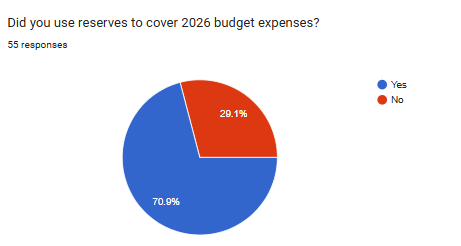 Did you use reserves to cover 2026 budget expenses?
55 responses
Yes
No
29.1%
70.9%